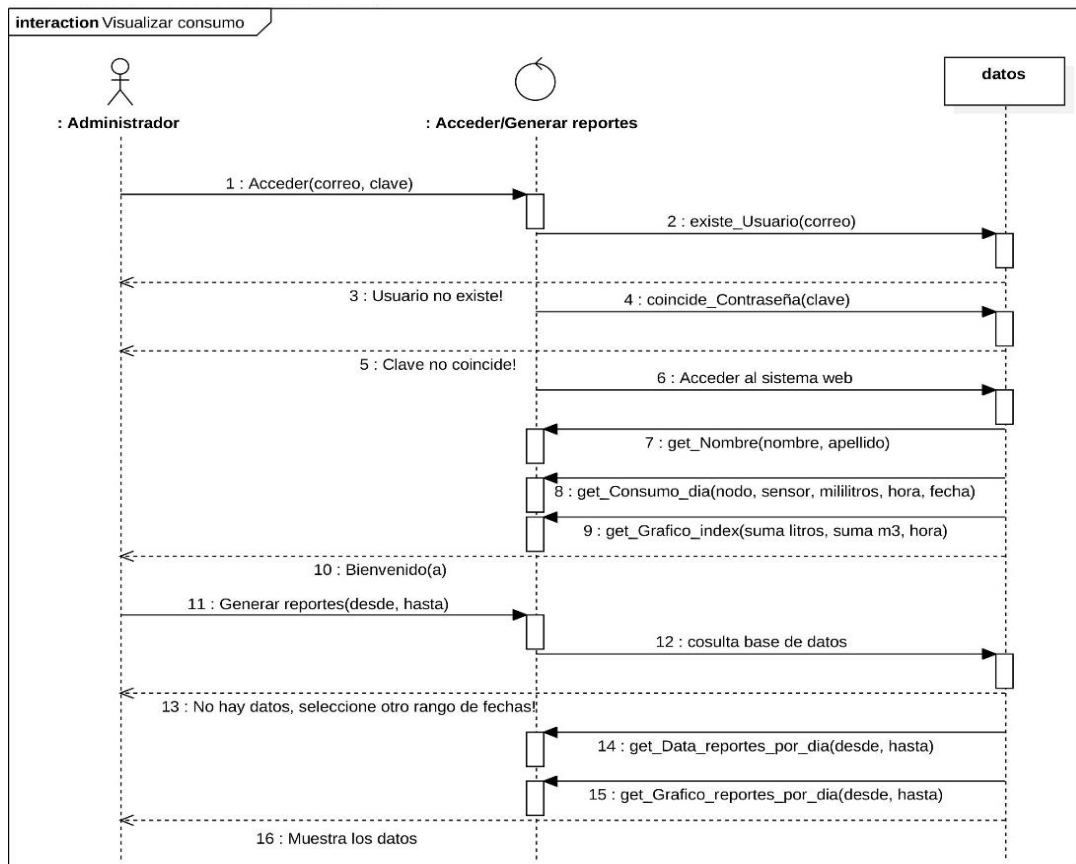 interaction Visualizar consumo
datos
: Administrador
: Acceder/Generar reportes
1 : Acceder(correo, clave)
2 : existe_Usuario(correo)
3 : Usuario no existe!
4 : coincide_Contraseña(clave)
5 : Clave no coincide!
6 : Acceder al sistema web
7 : get_Nombre(nombre, apellido)
8 : get_Consumo_dia(nodo, sensor, mililitros, hora, fecha)
9 : get_Grafico_index(suma litros, suma m3, hora)
10 : Bienvenido(a)
11 : Generar reportes(desde, hasta)
12 : cosulta base de datos
13 : No hay datos, seleccione otro rango de fechas!
14 : get_Data_reportes_por_dia(desde, hasta)
15 : get_Grafico_reportes_por_dia(desde, hasta)
16 : Muestra los datos